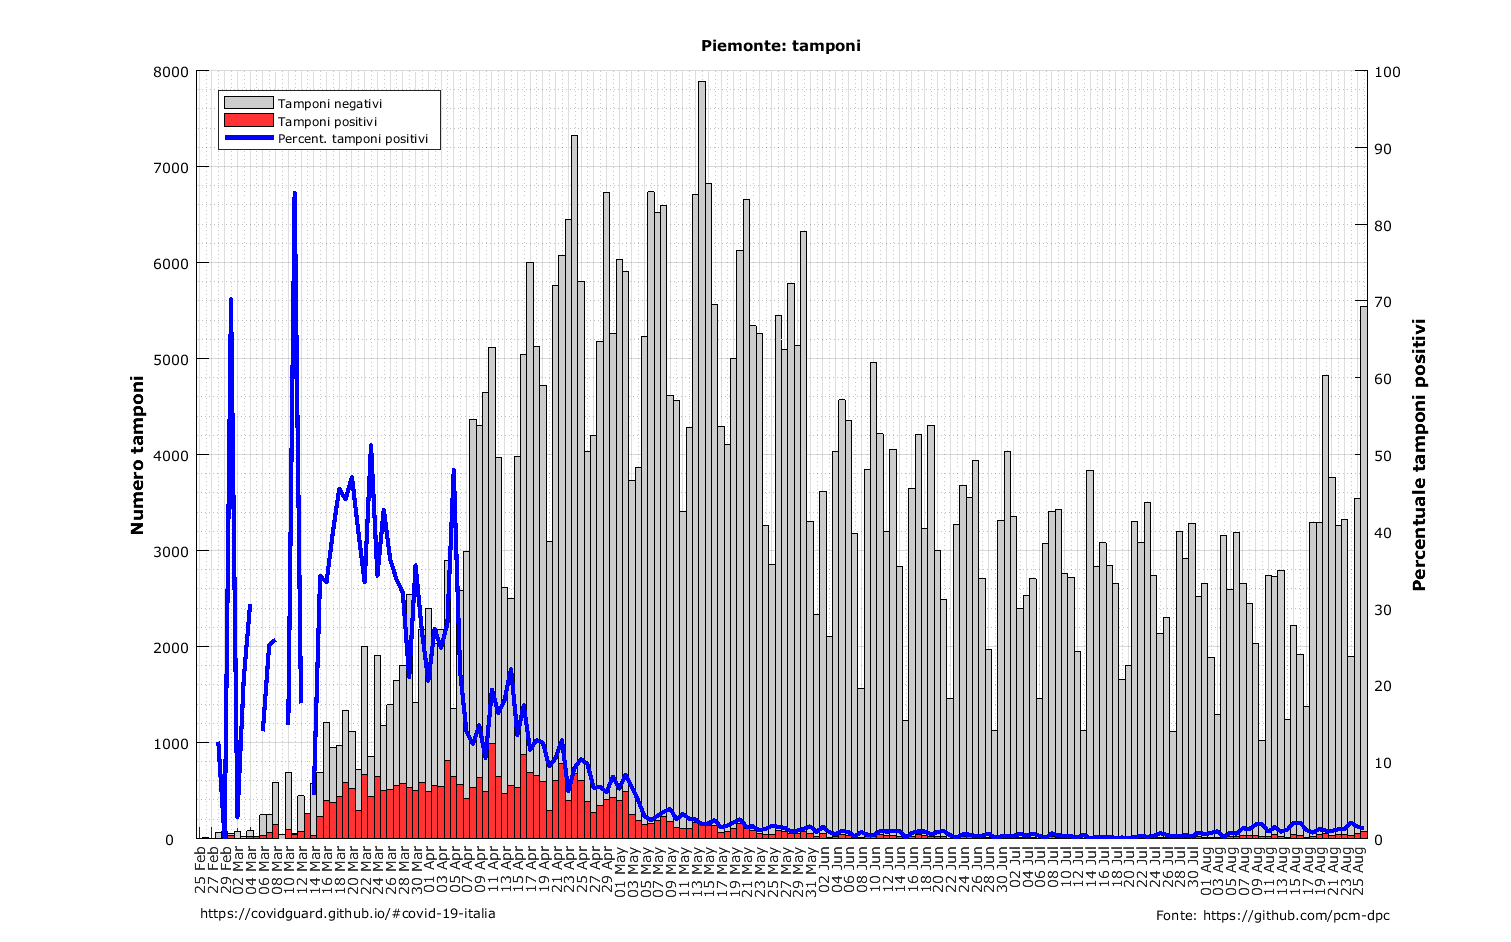 Piemonte: tamponi
8000
7000
6000
5000
4000
3000
2000
1000
0
Numero tamponi
Tamponi negativi
Tamponi positivi
Percent. tamponi positivi
100
90
80
70
60
50
40
30
20
10
0
Percentuale tamponi positivi
25 Feb
27 Feb
29 Feb
02 Mar
04 Mar
06 Mar
08 Mar
10 Mar
12 Mar
14 Mar
16 Mar
18 Mar
20 Mar
22 Mar
24 Mar
26 Mar
28 Mar
30 Mar
01 Apr
03 Apr
05 Apr
07 Apr
09 Apr
11 Apr
13 Apr
15 Apr
17 Apr
19 Apr
21 Apr
23 Apr
25 Apr
27 Apr
29 Apr
01 May
03 May
05 May
07 May
09 May
11 May
13 May
15 May
17 May
19 May
21 May
23 May
25 May
27 May
29 May
31 May
02 Jun
04 Jun
06 Jun
08 Jun
10 Jun
12 Jun
14 Jun
16 Jun
18 Jun
20 Jun
22 Jun
24 Jun
26 Jun
28 Jun
30 Jun
02 Jul
04 Jul
06 Jul
08 Jul
10 Jul
12 Jul
14 Jul
16 Jul
18 Jul
20 Jul
22 Jul
24 Jul
26 Jul
28 Jul
30 Jul
01 Aug
03 Aug
05 Aug
07 Aug
09 Aug
11 Aug
13 Aug
15 Aug
17 Aug
19 Aug
21 Aug
23 Aug
25 Aug
https://covidguard.github.io/#covid-19-italia
Fonte: https://github.com/pcm-dpc